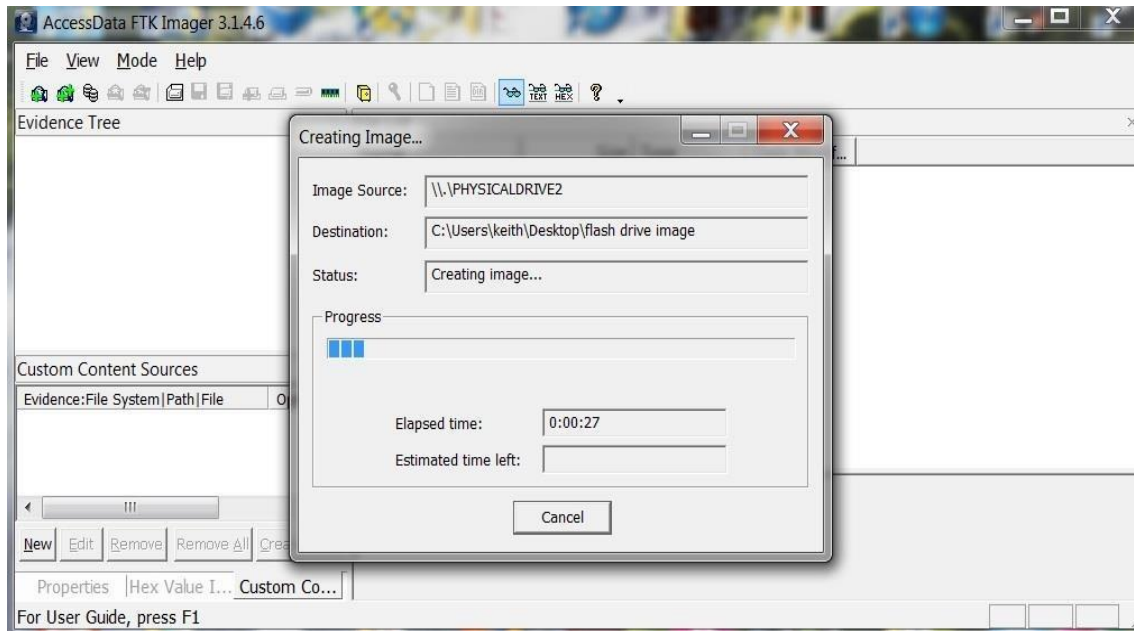 AccessData FTK Imager 3.1.4.6
File View Mode Help
TEXT HEX
Evidence Tree
Creating Image...
Image Source: \\.\PHYSICALDRIVE2
Destination: C:\Users\keith\Desktop\flash drive image
Status: Creating image...
Progress
Custom Content Sources
Evidence:File System|Path|File
Elapsed time: 0:00:27
Estimated time left:
Cancel
New Edit Remove Remove All
Properties Hex Value I... Custom Co...
For User Guide, press F1